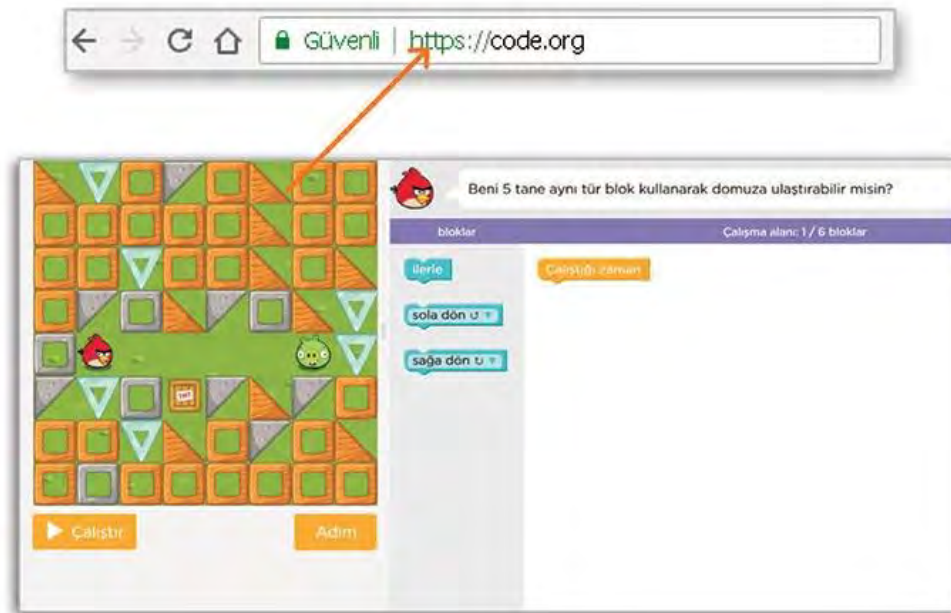 Güvenli | https://code.org
Beni 5 tane aynı tür blok kullanarak domuza ulaştırabilir misin?
bloklar
Çalışma alanı: 1 / 6 bloklar
ilerle
Çalıştığı zaman
sola dön ↺
sağa dön ↻
TNT
Çalıştır
Adım